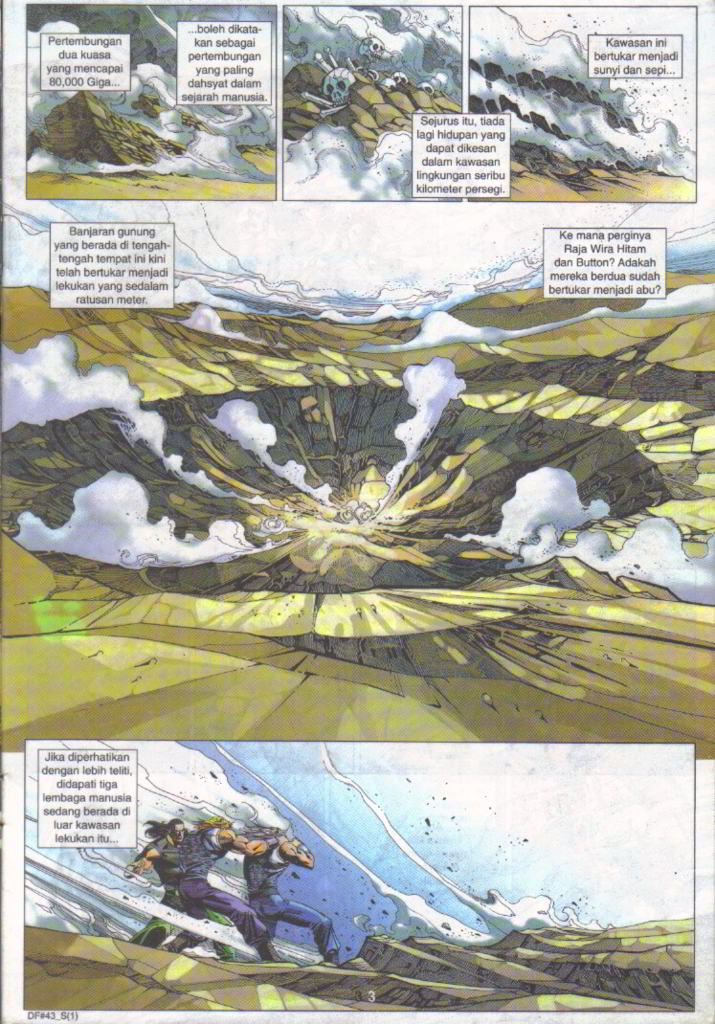 Pertembungan
dua kuasa
yang mencapai
80,000 Giga...
...boleh dikata-
kan sebagai
pertembungan
yang paling
dahsyat dalam
sejarah manusia.
Sejurus itu, tiada
lagi hidupan yang
dapat dikesan
dalam kawasan
lingkungan seribu
kilometer persegi.
Kawasan ini
bertukar menjadi
sunyi dan sepi...
Banjaran gunung
yang berada di tengah-
tengah tempat ini kini
telah bertukar menjadi
lekukan yang sedalam
ratusan meter.
Ke mana perginya
Raja Wira Hitam
dan Button? Adakah
mereka berdua sudah
bertukar menjadi abu?
Jika diperhatikan
dengan lebih teliti,
didapati tiga
lembaga manusia
sedang berada di
luar kawasan
lekukan itu...
3
DF#43_S(1)